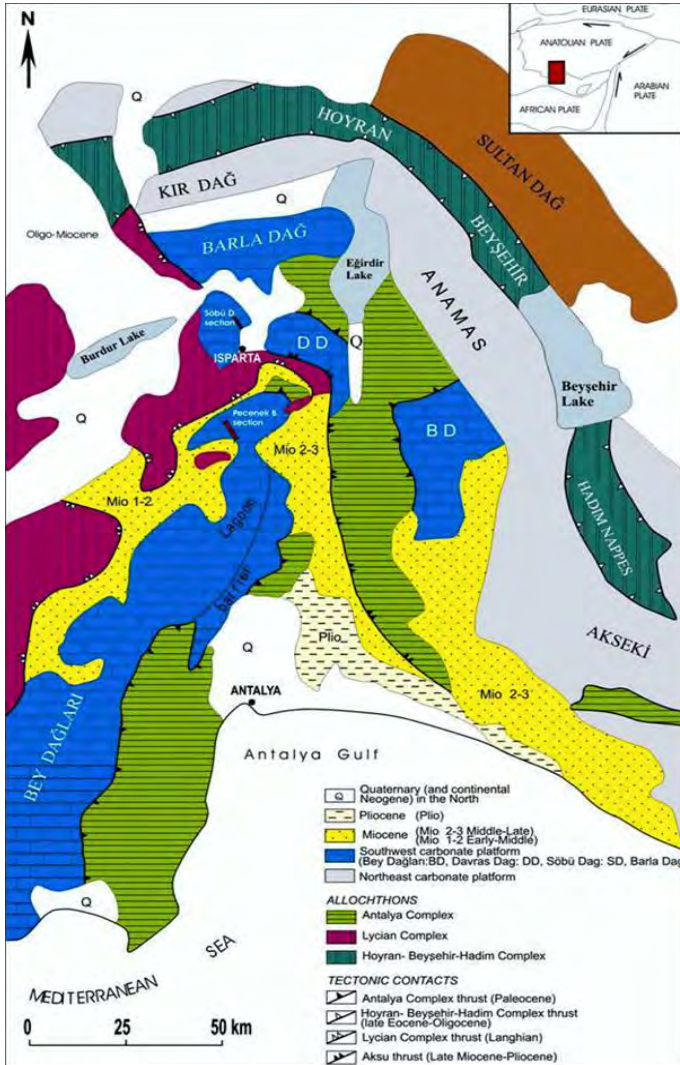 N
EURASIAN PLATE
ANATOLIAN PLATE
ARABIAN
PLATE
AFRICAN PLATE
Q
HOYRAN
SULTAN DAĞ
KIR DAĞ
Q
BEYŞEHİR
Oligo-Miocene
BARLA DAĞ
Eğirdir
Lake
ANAMAS
Söbü D.
section
Burdur Lake
ISPARTA
D D
Q
Beyşehir
Lake
Q
Pecenek B.
section
B D
Mio 2-3
Mio 1-2
HADIM NAPPES
Lagoon
barrier
Plio
AKSEKİ
Q
Mio 2-3
ANTALYA
BEY DAĞLARI
Antalya Gulf
Q Quaternary (and continental
Neogene) in the North
Pliocene (Plio)
Miocene (Mio 2-3 Middle-Late)
(Mio 1-2 Early-Middle)
Southwest carbonate platform
(Bey Dağları:BD, Davras Dag: DD, Söbü Dag: SD, Barla Dag
Northeast carbonate platform
Q
ALLOCHTHONS
Antalya Complex
Lycian Complex
Hoyran- Beyşehir-Hadim Complex
MEDITERRANEAN SEA
TECTONIC CONTACTS
Antalya Complex thrust (Paleocene)
Hoyran- Beyşehir-Hadim Complex thrust
(late Eocene-Oligocene)
Lycian Complex thrust (Langhian)
Aksu thrust (Late Miocene-Pliocene)
0 25 50 km